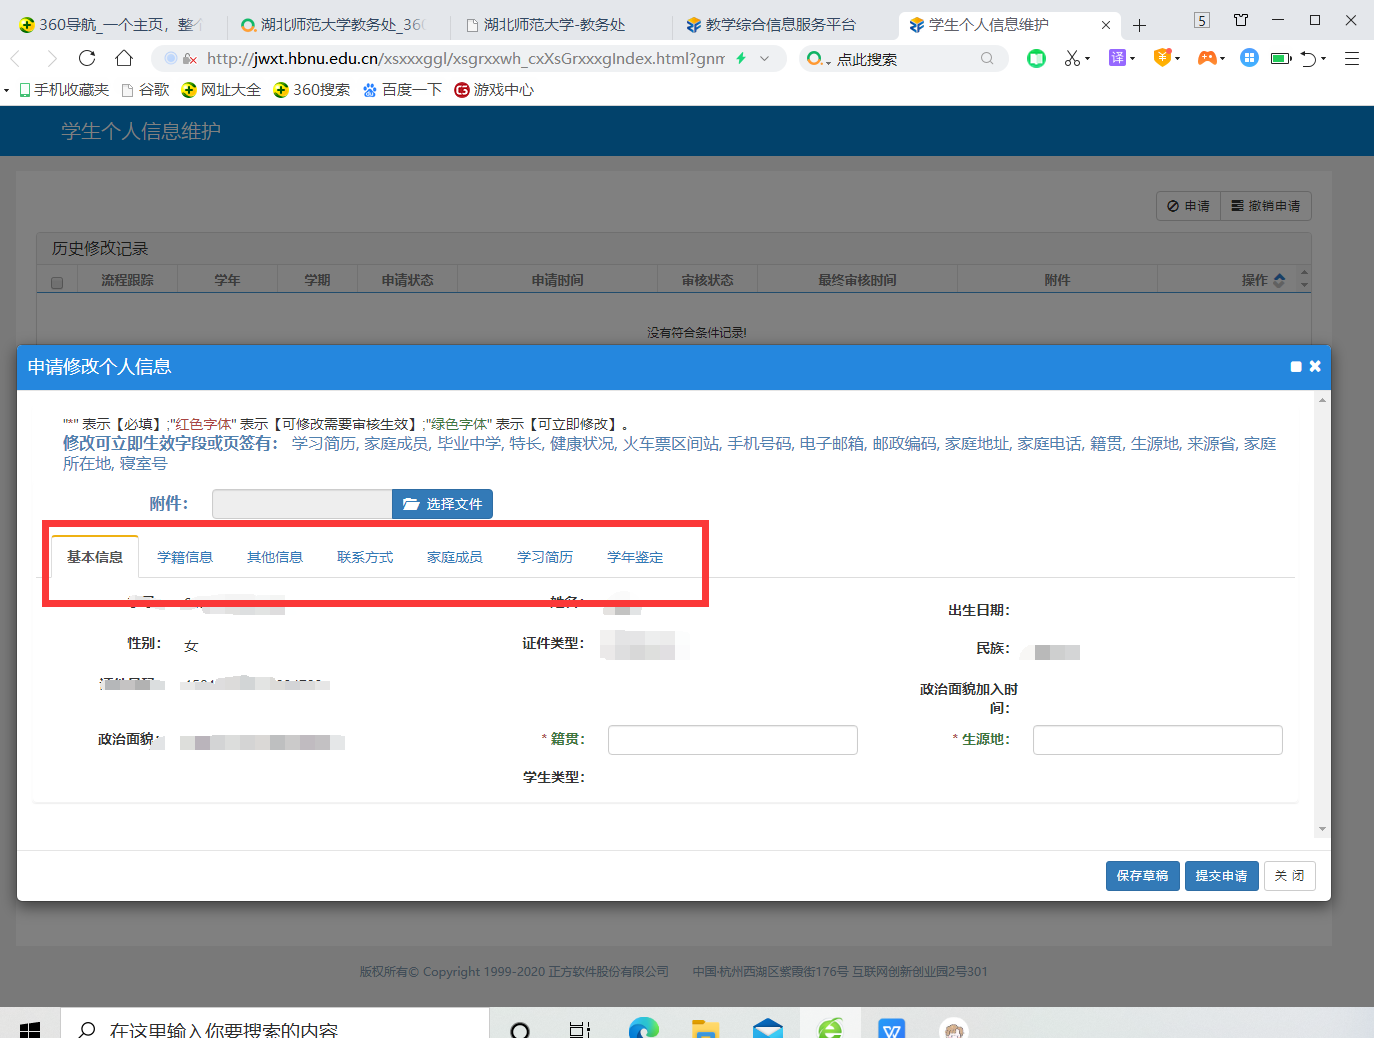 360导航_一个主页，整个
湖北师范大学教务处_360
湖北师范大学-教务处
教学综合信息服务平台
学生个人信息维护
5
http://jwxt.hbnu.edu.cn/xsxxxggl/xsgrxxwh_cxXsGrxxxgIndex.html?gnm
点此搜索
译
手机收藏夹
谷歌
网址大全
360搜索
百度一下
游戏中心
学生个人信息维护
申请
撤销申请
历史修改记录
流程跟踪 学年 学期 申请状态 申请时间 审核状态 最终审核时间 附件 操作
没有符合条件记录!
申请修改个人信息
"*" 表示【必填】;"红色字体" 表示【可修改需要审核生效】;"绿色字体" 表示【可立即修改】。
修改可立即生效字段或页签有： 学习简历, 家庭成员, 毕业中学, 特长, 健康状况, 火车票区间站, 手机号码, 电子邮箱, 邮政编码, 家庭地址, 家庭电话, 籍贯, 生源地, 来源省, 家庭
所在地, 寝室号
附件：
选择文件
基本信息 学籍信息 其他信息 联系方式 家庭成员 学习简历 学年鉴定
姓名：
出生日期：
性别： 女
证件类型：
民族：
政治面貌加入时
间：
政治面貌：
* 籍贯：
* 生源地：
学生类型：
保存草稿
提交申请
关 闭
版权所有© Copyright 1999-2020 正方软件股份有限公司 中国·杭州西湖区紫霞街176号 互联网创新创业园2号301
在这里输入你要搜索的内容